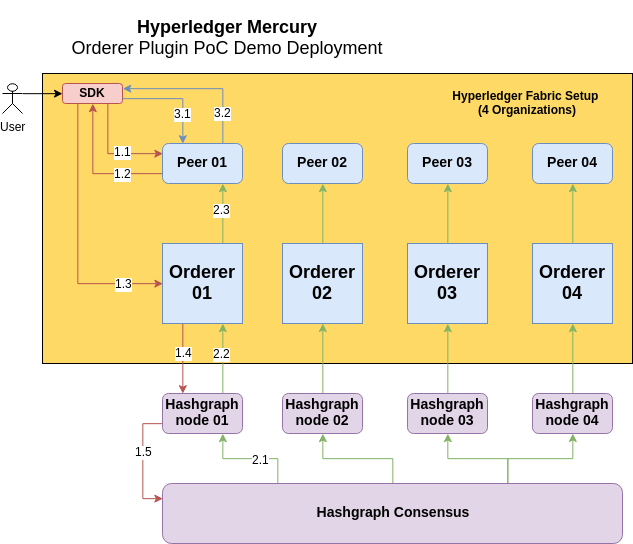 Hyperledger Mercury
Orderer Plugin PoC Demo Deployment
SDK
User
Hyperledger Fabric Setup
(4 Organizations)
3.1
3.2
1.1
1.2
Peer 01
Peer 02
Peer 03
Peer 04
2.3
1.3
Orderer
01
Orderer
02
Orderer
03
Orderer
04
1.4
2.2
Hashgraph
node 01
Hashgraph
node 02
Hashgraph
node 03
Hashgraph
node 04
1.5
2.1
Hashgraph Consensus